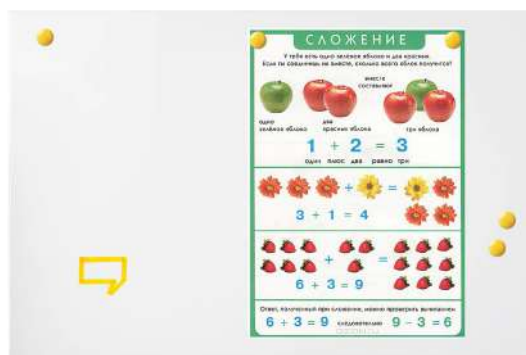 СЛОЖЕНИЕ
У тебя есть одно зеленое яблоко и два красных.
Если ты соединишь их вместе, сколько всего яблок получится?
вместе
составляют
одно
зелёное яблоко
два
красных яблока
три яблока
1 + 2 = 3
один плюс два равно три
3 + 1 = 4
6 + 3 = 9
Ответ, полученный при сложении, можно проверить вычитанием.
6 + 3 = 9 следовательно 9 – 3 = 6